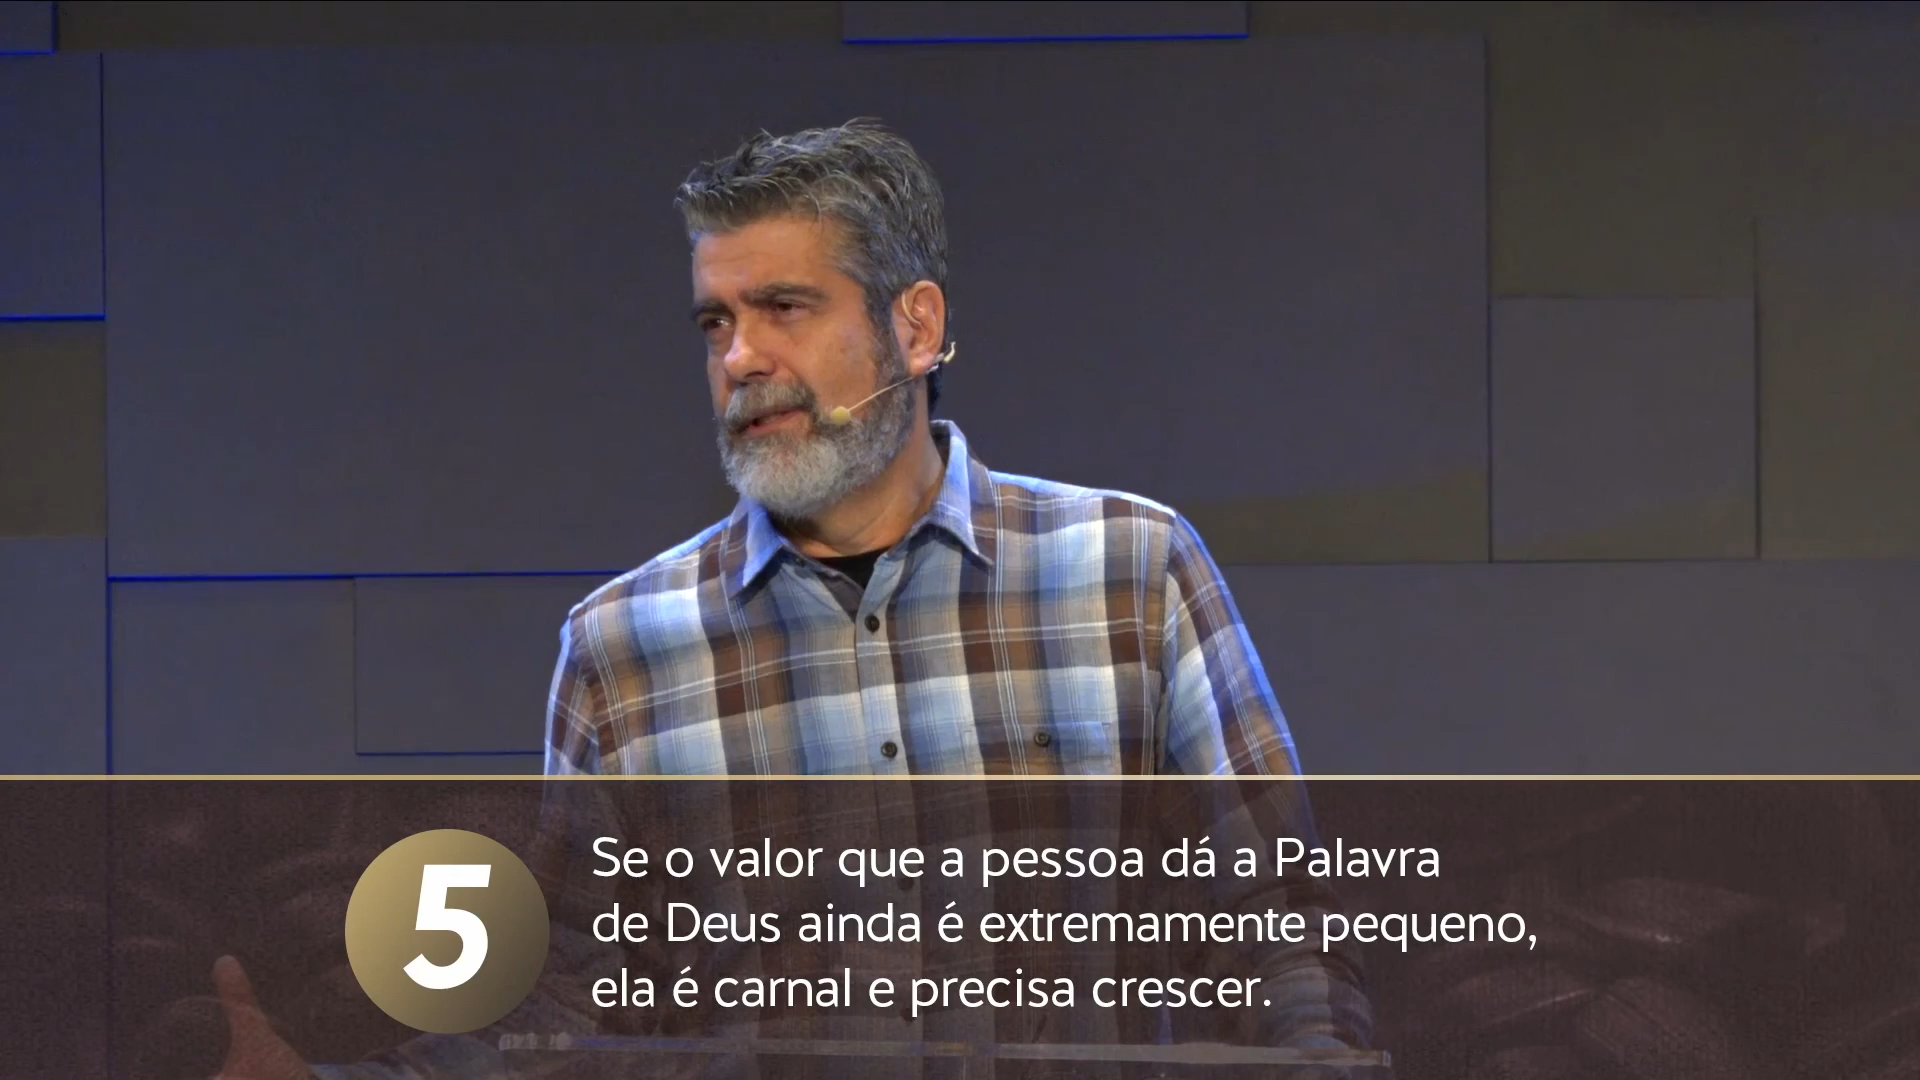 5
Se o valor que a pessoa dá a Palavra
de Deus ainda é extremamente pequeno,
ela é carnal e precisa crescer.